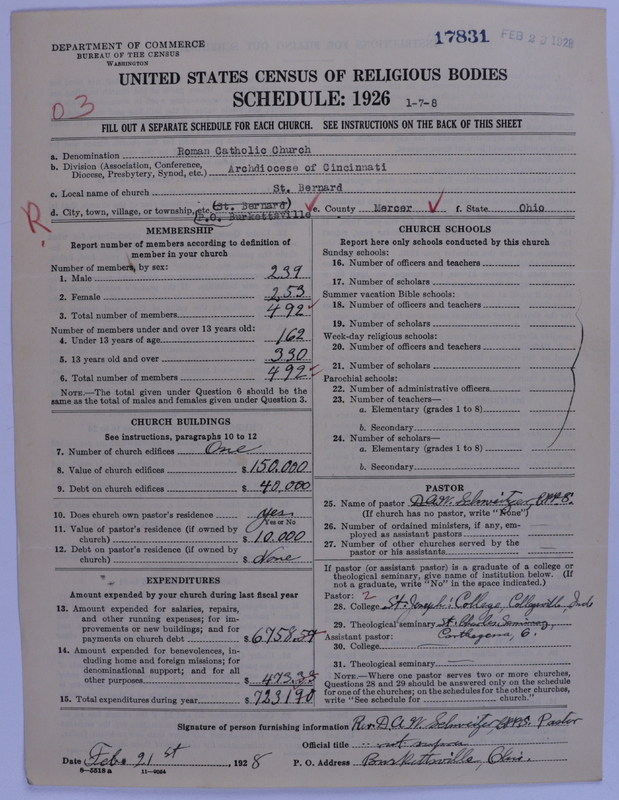 17831 FEB 23 1928
DEPARTMENT OF COMMERCE
BUREAU OF THE CENSUS
WASHINGTON
UNITED STATES CENSUS OF RELIGIOUS BODIES
SCHEDULE: 1926 1-7-8
03
FILL OUT A SEPARATE SCHEDULE FOR EACH CHURCH. SEE INSTRUCTIONS ON THE BACK OF THIS SHEET
a. Denomination Roman Catholic Church
b. Division (Association, Conference, Diocese, Presbytery, Synod, etc.) Archdiocese of Cincinnati
c. Local name of church St. Bernard
d. City, town, village, or township, etc. (St. Bernard) P.O. Burkettsville e. County Mercer f. State Ohio
R
MEMBERSHIP
Report number of members according to definition of
member in your church
Number of members, by sex:
1. Male 239
2. Female 253
3. Total number of members 492
Number of members under and over 13 years old:
4. Under 13 years of age 162
5. 13 years old and over 330
6. Total number of members 492
NOTE.—The total given under Question 6 should be
same as the total of males and females given under Question 3.
CHURCH BUILDINGS
See instructions, paragraphs 10 to 12
7. Number of church edifices One
8. Value of church edifices $150,000
9. Debt on church edifices $40,000
10. Does church own pastor's residence yes
Yes or No
11. Value of pastor's residence (if owned by
church) $10.000
12. Debt on pastor's residence (if owned by
church) $None
EXPENDITURES
Amount expended by your church during last fiscal year
13. Amount expended for salaries, repairs,
and other running expenses; for im-
provements or new buildings; and for
payments on church debt $6758.57
14. Amount expended for benevolences, in-
cluding home and foreign missions; for
denominational support; and for all
other purposes $473.33
15. Total expenditures during year $723190
CHURCH SCHOOLS
Report here only schools conducted by this church
Sunday schools:
16. Number of officers and teachers
17. Number of scholars
Summer vacation Bible schools:
18. Number of officers and teachers
19. Number of scholars
Week-day religious schools:
20. Number of officers and teachers
21. Number of scholars
Parochial schools:
22. Number of administrative officers
23. Number of teachers—
a. Elementary (grades 1 to 8)
b. Secondary
24. Number of scholars—
a. Elementary (grades 1 to 8)
b. Secondary
PASTOR
25. Name of pastor D.A.W. Schweitzer, C.PP.S.
(If church has no pastor, write "None")
26. Number of ordained ministers, if any, em-
ployed as assistant pastors
27. Number of other churches served by the
pastor or his assistants
If pastor (or assistant pastor) is a graduate of a college or
theological seminary, give name of institution below. (If
not a graduate, write "No" in the space indicated.)
Pastor: 2
28. College St. Joseph's College, Collegeville, Inds
29. Theological seminary St. Charles Seminary,
Assistant pastor: Carthagena, O.
30. College
31. Theological seminary
NOTE.—Where one pastor serves two or more churches,
Questions 28 and 29 should be answered only on the schedule
for one of the churches; on the schedules for the other churches,
write "See schedule for church."
Signature of person furnishing information Rev. D.A.W. Schweitzer, C.PP.S. Pastor
Official title
Date Feb. 21st, 1928 P. O. Address Burkettsville, Ohio.
8—5518a 11—9024